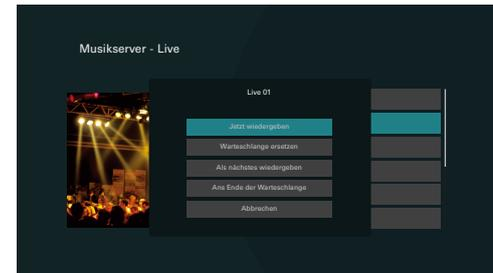 Musikserver - Live
Live 01
Jetzt wiedergeben
Warteschlange ersetzen
Als nächstes wiedergeben
Ans Ende der Warteschlange
Abbrechen